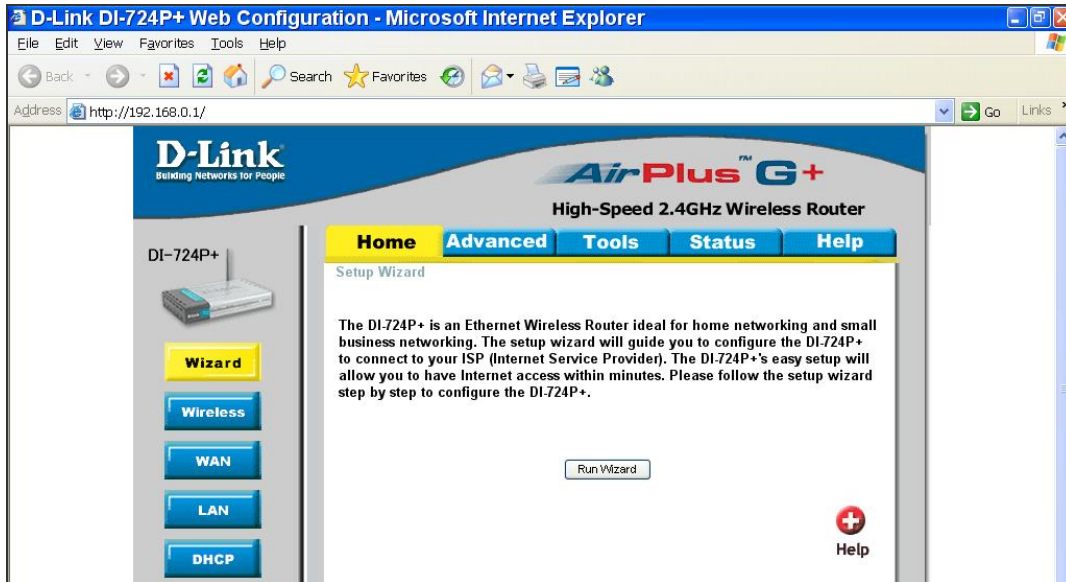 D-Link DI-724P+ Web Configuration - Microsoft Internet Explorer
File Edit View Favorites Tools Help
Back Search Favorites
Address http://192.168.0.1/ Go Links
D-Link
Building Networks for People
AirPlus™ G+
High-Speed 2.4GHz Wireless Router
Home Advanced Tools Status Help
DI-724P+
Setup Wizard
The DI-724P+ is an Ethernet Wireless Router ideal for home networking and small
business networking. The setup wizard will guide you to configure the DI-724P+
to connect to your ISP (Internet Service Provider). The DI-724P+'s easy setup will
allow you to have Internet access within minutes. Please follow the setup wizard
step by step to configure the DI-724P+.
Wizard
Wireless
WAN
LAN
DHCP
Run Wizard
Help